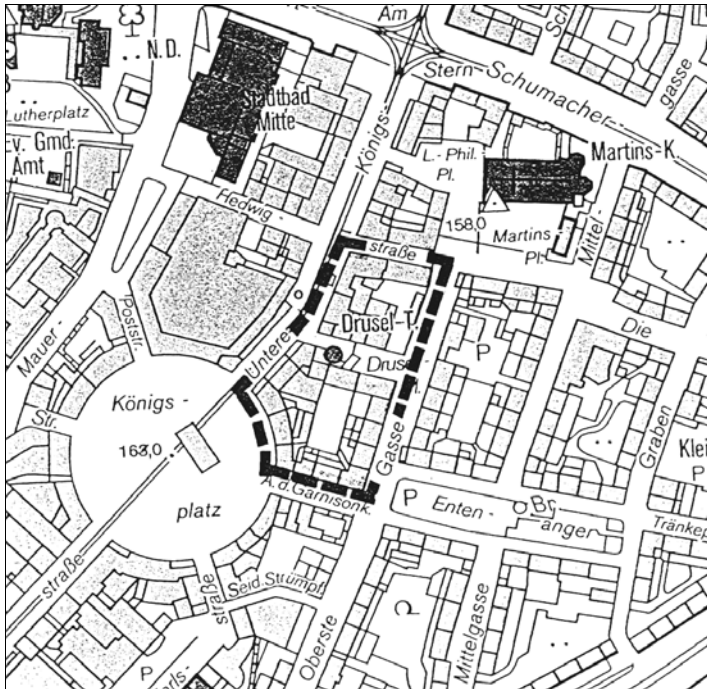 Am
N.D.
Stern-
Schumacher
gasse
Stadtbad
Mitte
Lutherplatz
Ev. Gmd.
Amt
Königs-
L.-Phil.
Pl.
Martins-K
Hedwig-
straße
158,0
Martins
Pl.
Mittel-
Drusel-T.
Die
Poststr.
Mauer-
Untere
Drusel-
P
Königs-
Str.
163,0
Gasse
Graben
Klei
P
platz
A.d. Garnisonk.
P
Enten-
Br.
anger
Tränkep
straße
straße
Seid. Strümpf.
P
Oberste
Mittelgasse
P